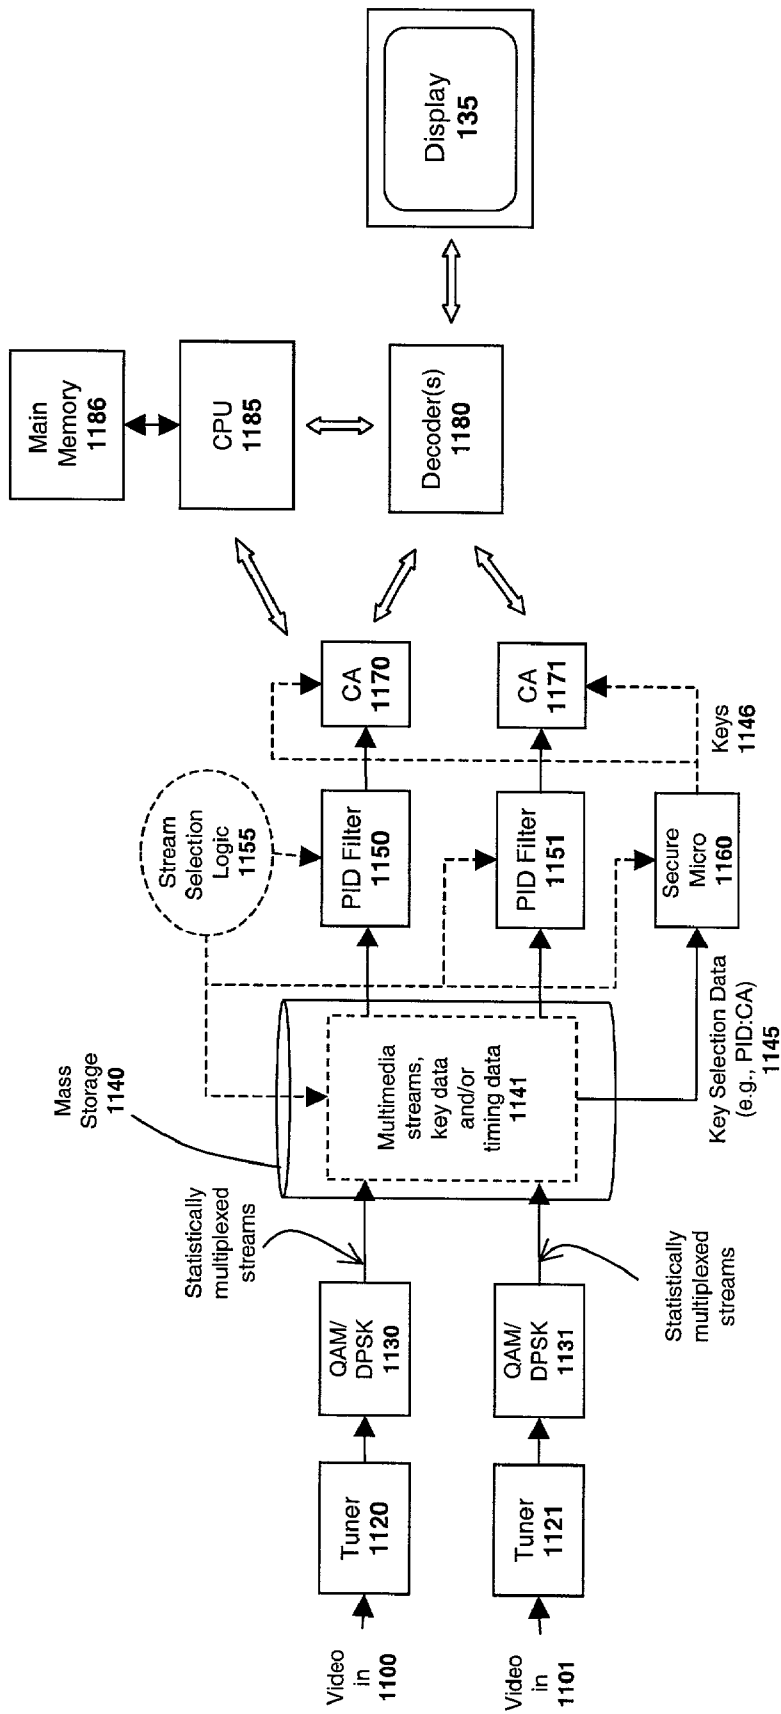 Video
in
1100
Tuner
1120
QAM/
DPSK
1130
Statistically
multiplexed
streams
Video
in
1101
Tuner
1121
QAM/
DPSK
1131
Statistically
multiplexed
streams
Mass
Storage
1140
Multimedia
streams,
key data
and/or
timing data
1141
Key Selection Data
(e.g., PID:CA)
1145
Stream
Selection
Logic
1155
PID Filter
1150
PID Filter
1151
Secure
Micro
1160
Keys
1146
CA
1170
CA
1171
Main
Memory
1186
CPU
1185
Decoder(s)
1180
Display
135